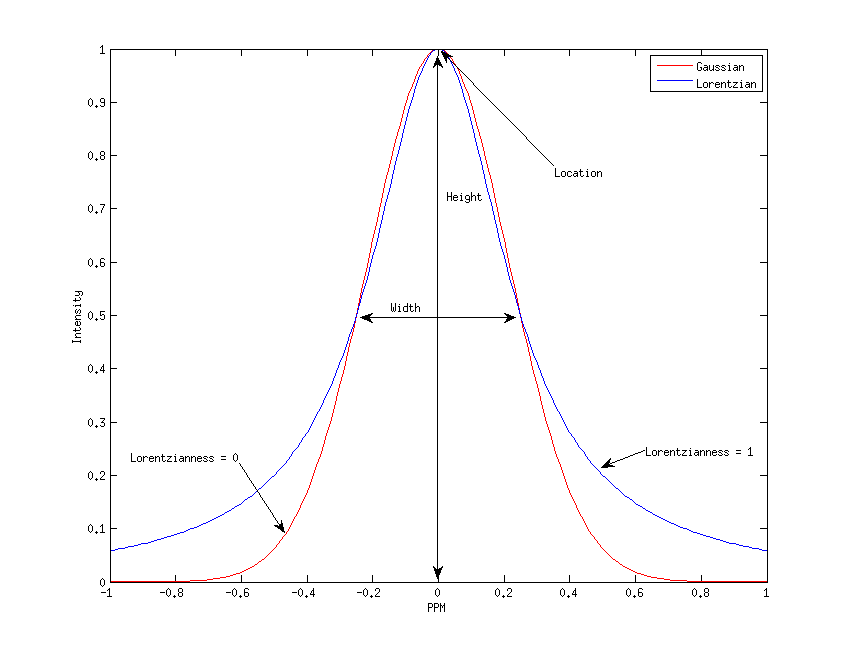 Gaussian
Lorentzian
Location
Height
Width
Lorentzianness = 0
Lorentzianness = 1
Intensity
1
0.9
0.8
0.7
0.6
0.5
0.4
0.3
0.2
0.1
0
-1 -0.8 -0.6 -0.4 -0.2 0 0.2 0.4 0.6 0.8 1
PPM